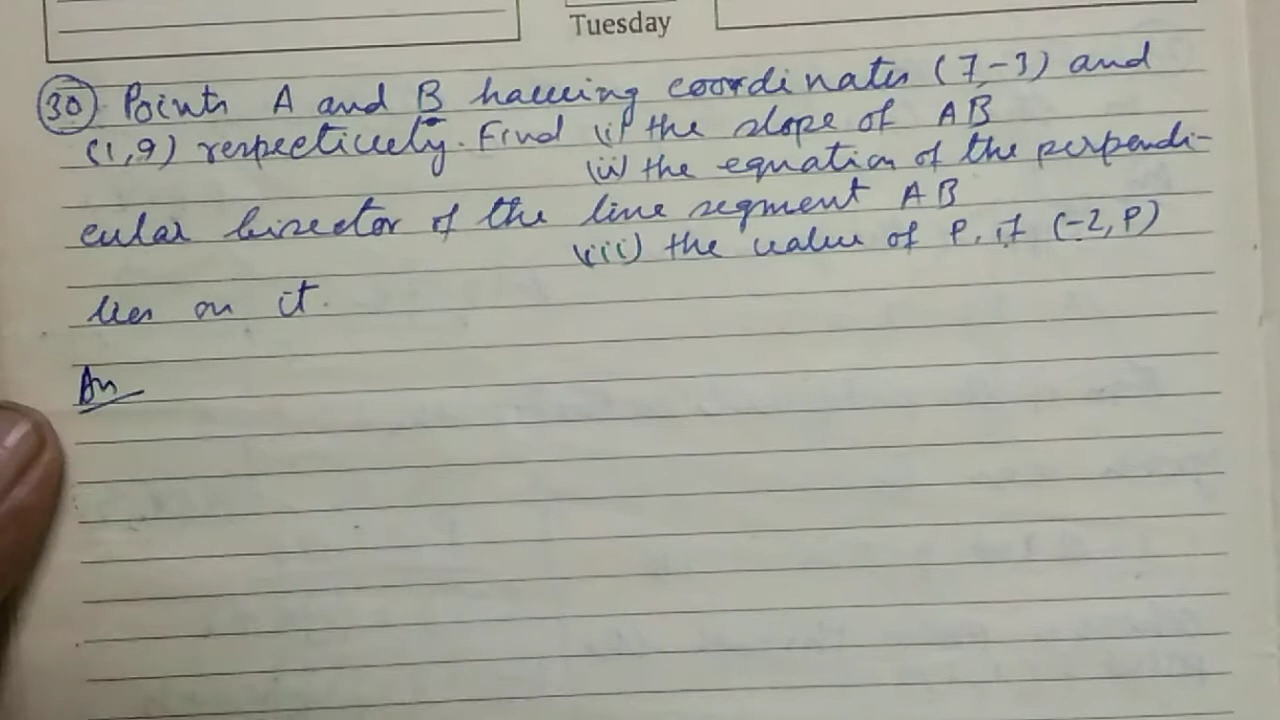 Tuesday
(30) Points A and B having coordinates (7,-3) and
(1,9) respectively. Find (i) the slope of AB
(ii) the equation of the perpendi-
cular bisector of the line segment AB
(iii) the value of P, if (-2,P)
lies on it.
Ans